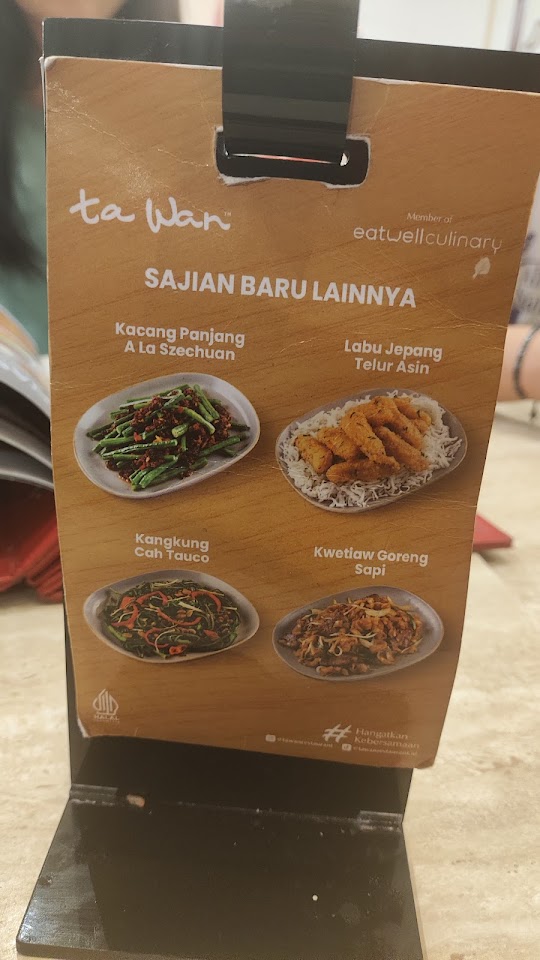 ta Wan™
Member of
eatwellculinary
SAJIAN BARU LAINNYA
Kacang Panjang
A La Szechuan
Labu Jepang
Telur Asin
Kangkung
Cah Tauco
Kwetiaw Goreng
Sapi
HALAL
# Hangatkan
Kebersamaan